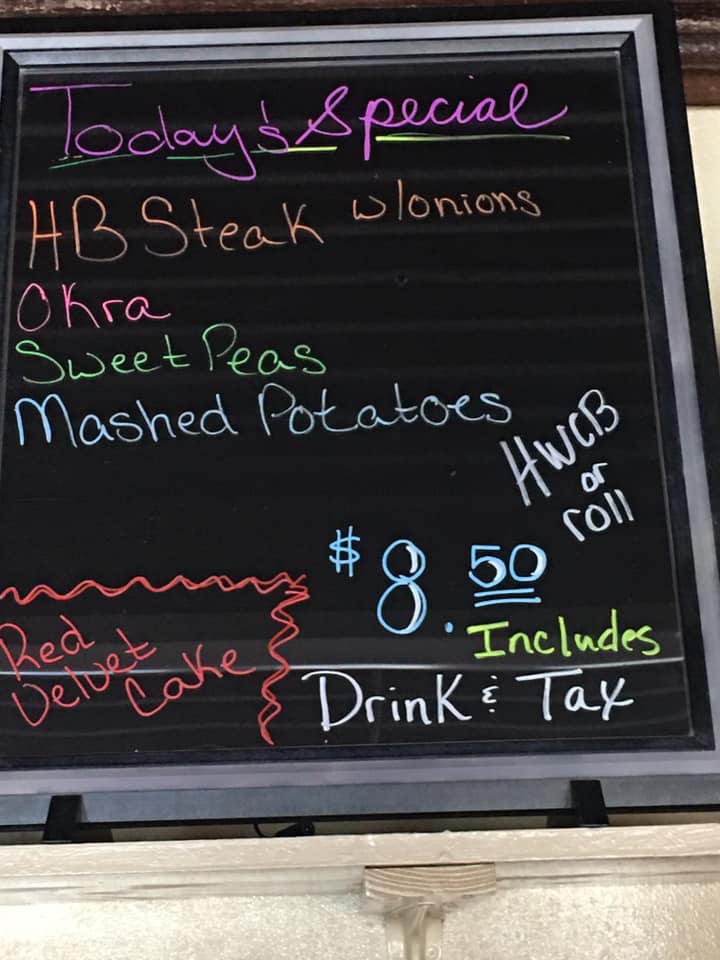 Today's Special
HB Steak w/onions
Okra
Sweet Peas
Mashed Potatoes
HWCB
or
roll
$8.50
Includes
Drink & Tax
Red
Velvet
Cake